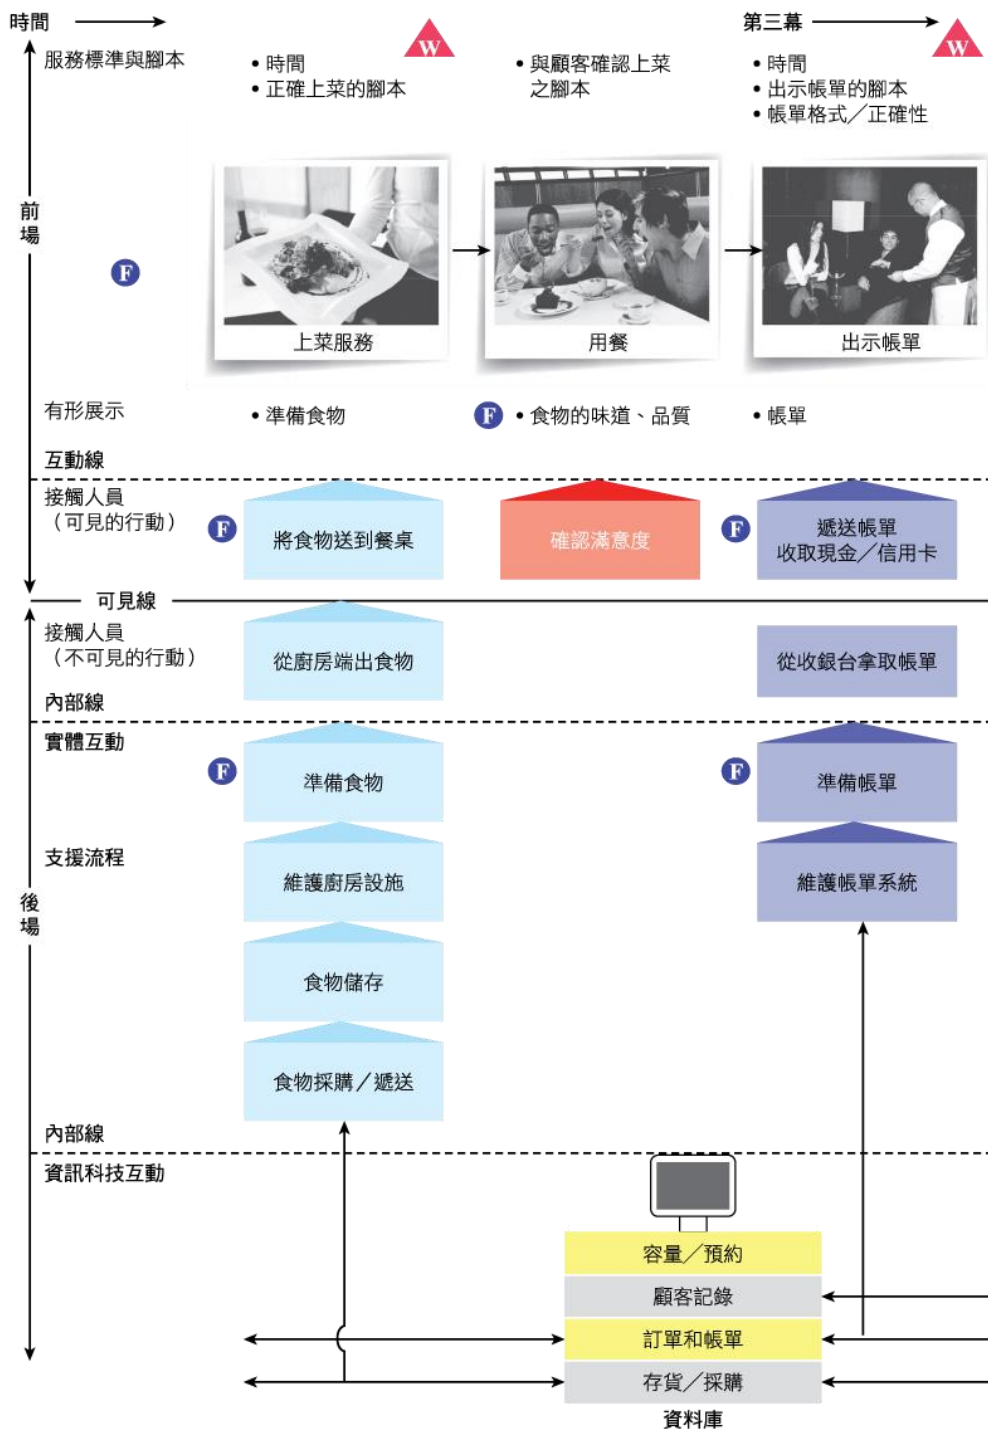 時間
第三幕
服務標準與腳本
W
W
• 時間
• 正確上菜的腳本
• 與顧客確認上菜
之腳本
• 時間
• 出示帳單的腳本
• 帳單格式／正確性
前場
F
上菜服務
用餐
出示帳單
有形展示
• 準備食物
F
• 食物的味道、品質
• 帳單
互動線
接觸人員
（可見的行動）
F
將食物送到餐桌
確認滿意度
F
遞送帳單
收取現金／信用卡
可見線
接觸人員
（不可見的行動）
從廚房端出食物
從收銀台拿取帳單
內部線
實體互動
F
準備食物
F
準備帳單
支援流程
維護廚房設施
維護帳單系統
後場
食物儲存
食物採購／遞送
內部線
資訊科技互動
容量／預約
顧客記錄
訂單和帳單
存貨／採購
資料庫